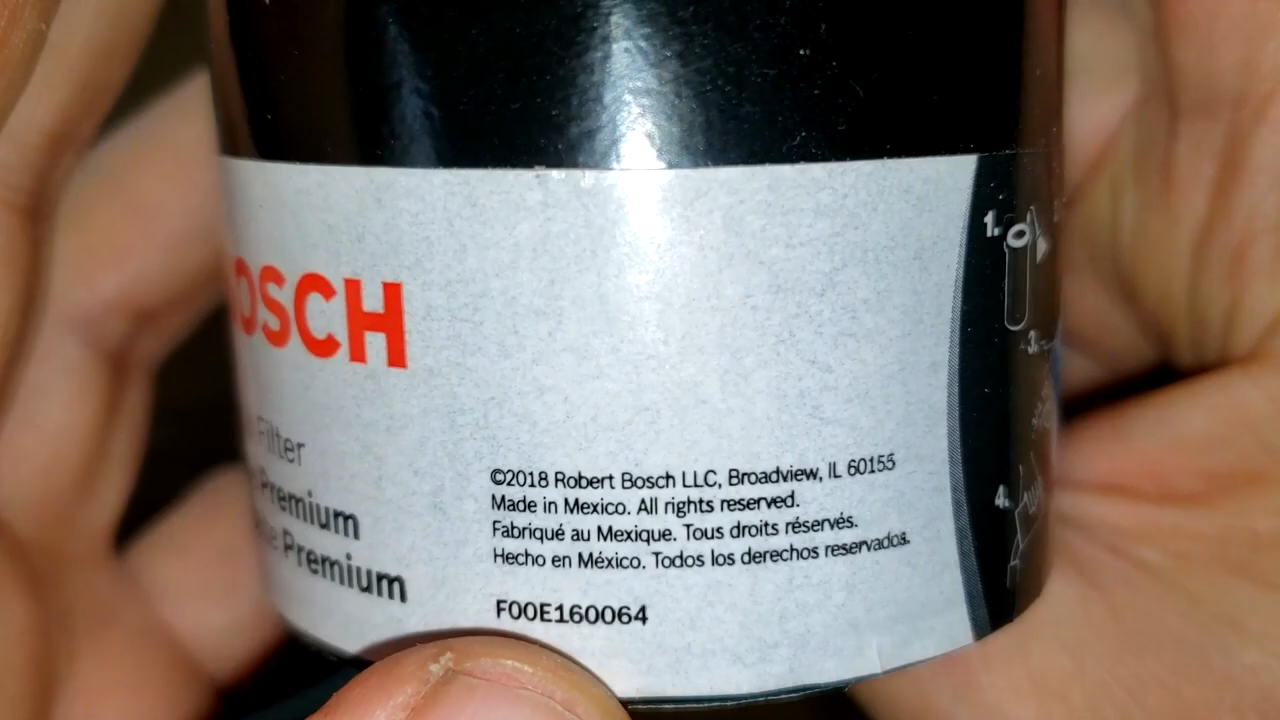 OSCH
Filter
Premium
Premium
©2018 Robert Bosch LLC, Broadview, IL 60155
Made in Mexico. All rights reserved.
Fabriqué au Mexique. Tous droits réservés.
Hecho en México. Todos los derechos reservados.
F00E160064
1.
3.
4.